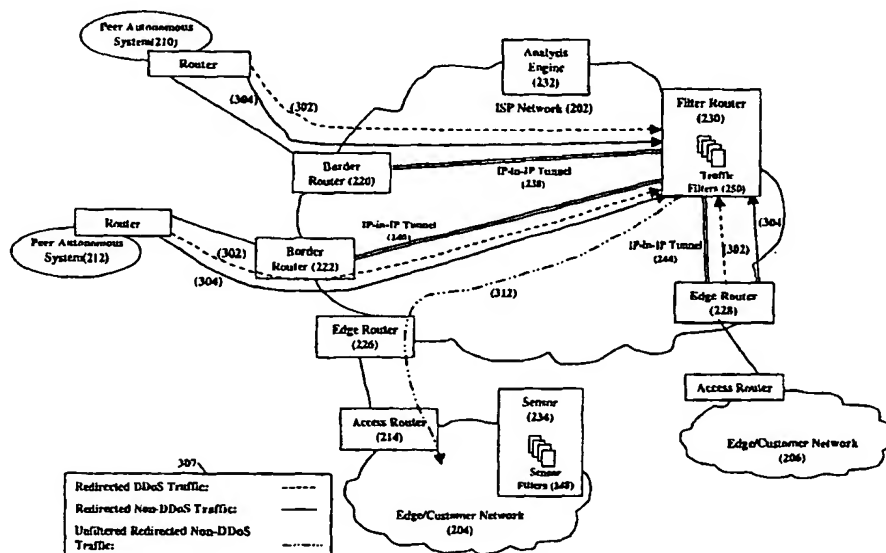 Peer Autonomous
System(210)
Router
(304)
(302)
Analysis
Engine
(232)
ISP Network (202)
Filter Router
(230)
Traffic
Filters (250)
Border
Router (220)
IP-in-IP Tunnel
(238)
Router
Peer Autonomous
System(212)
(302)
(304)
Border
Router (222)
IP-in-IP Tunnel
(240)
IP-in-IP Tunnel
(244)
(302)
(304)
(312)
Edge Router
(226)
Edge Router
(228)
Access Router
Edge/Customer Network
(206)
Access Router
(214)
Sensor
(234)
Sensor
Filters (248)
Edge/Customer Network
(204)
307
Redirected DDoS Traffic:
Redirected Non-DDoS Traffic:
Unfiltered Redirected Non-DDoS
Traffic: